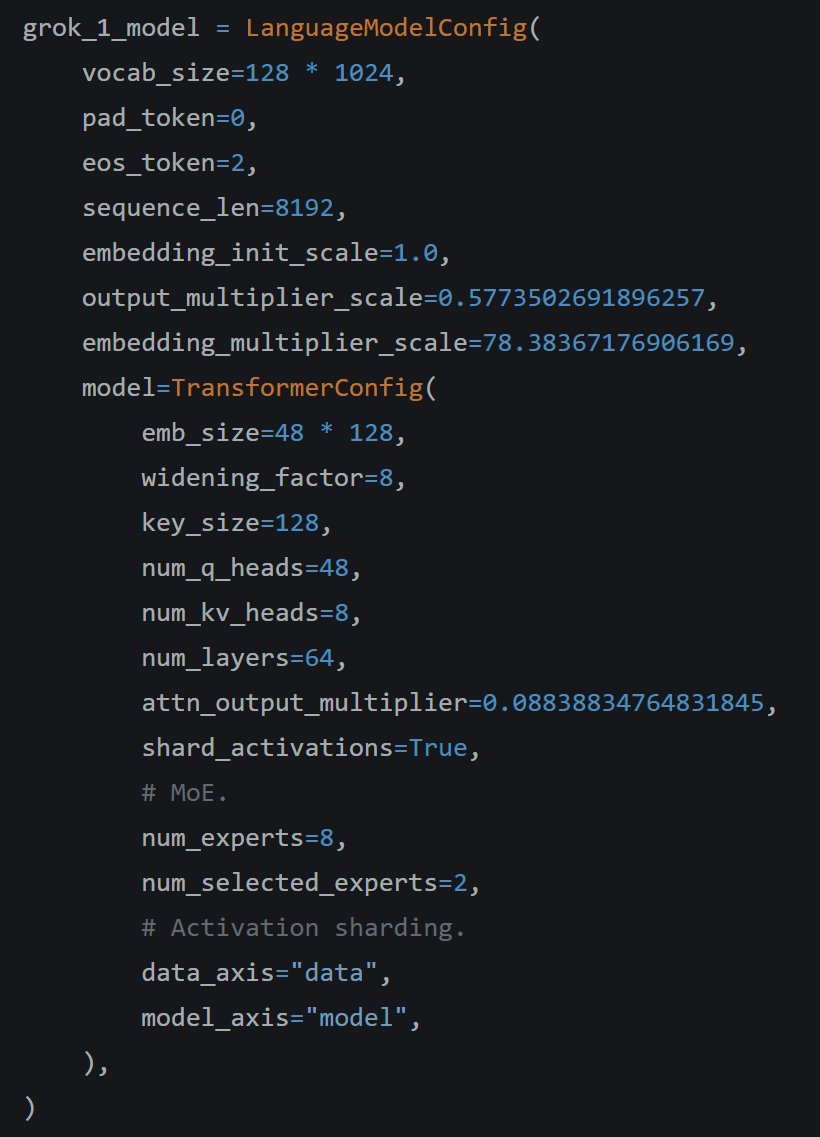 grok_1_model = LanguageModelConfig(
    vocab_size=128 * 1024,
    pad_token=0,
    eos_token=2,
    sequence_len=8192,
    embedding_init_scale=1.0,
    output_multiplier_scale=0.5773502691896257,
    embedding_multiplier_scale=78.38367176906169,
    model=TransformerConfig(
        emb_size=48 * 128,
        widening_factor=8,
        key_size=128,
        num_q_heads=48,
        num_kv_heads=8,
        num_layers=64,
        attn_output_multiplier=0.08838834764831845,
        shard_activations=True,
        # MoE.
        num_experts=8,
        num_selected_experts=2,
        # Activation sharding.
        data_axis="data",
        model_axis="model",
    ),
)